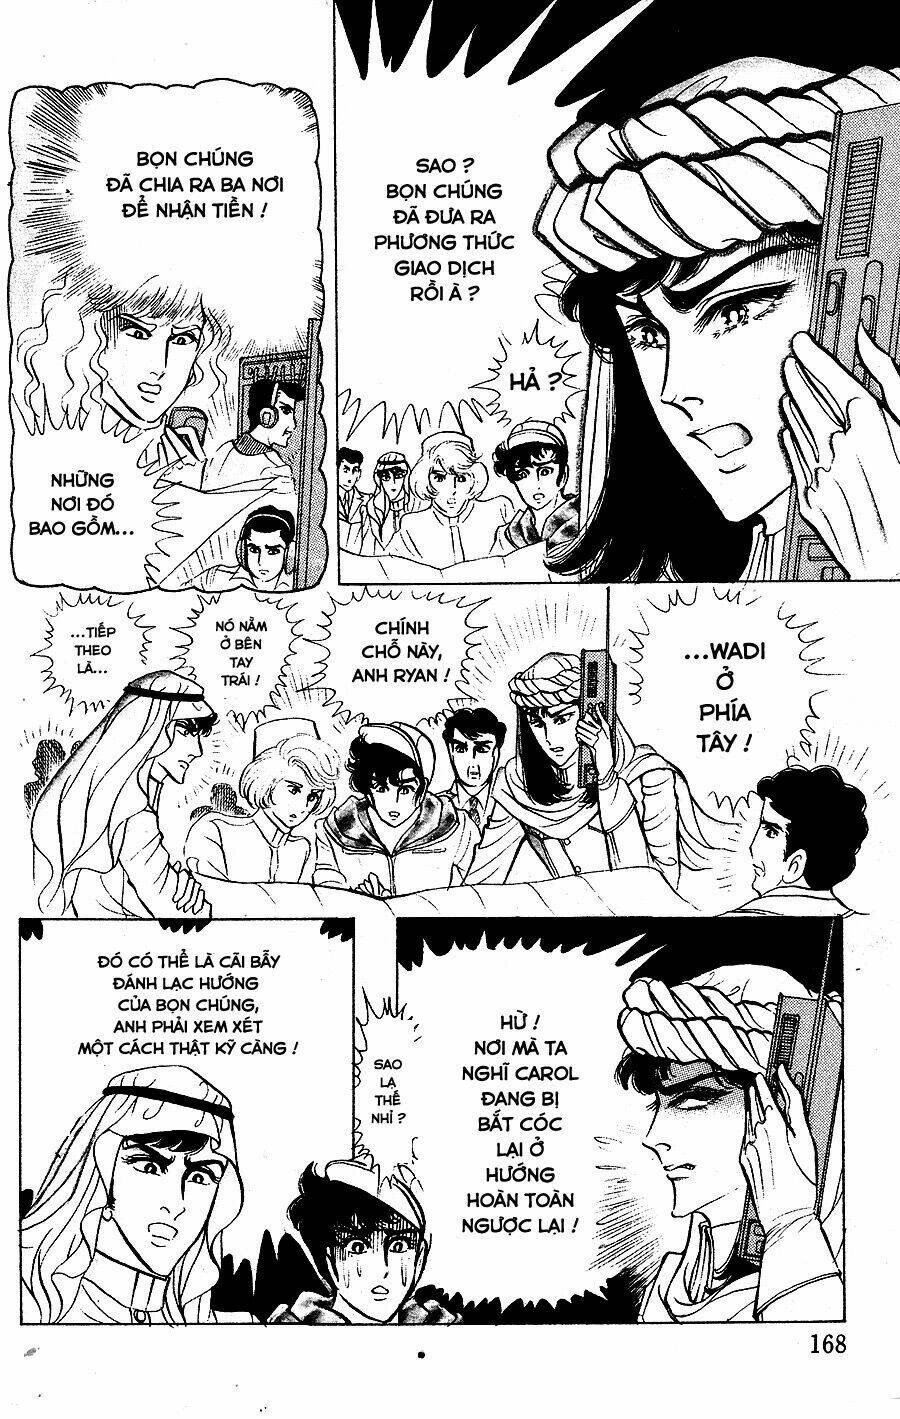 BỌN CHÚNG
ĐÃ CHIA RA BA NƠI
ĐỂ NHẬN TIỀN !
NHỮNG
NƠI ĐÓ
BAO GỒM...
SAO ?
BỌN CHÚNG
ĐÃ ĐƯA RA
PHƯƠNG THỨC
GIAO DỊCH
RỒI À ?
HẢ ?
...TIẾP
THEO
LÀ...
NÓ NẰM
Ở BÊN
TAY
TRÁI !
CHÍNH
CHỖ NÀY,
ANH RYAN !
...WADI
Ở
PHÍA
TÂY !
ĐÓ CÓ THỂ LÀ CÃI BẪY
ĐÁNH LẠC HƯỚNG
CỦA BỌN CHÚNG,
ANH PHẢI XEM XÉT
MỘT CÁCH THẬT KỸ CÀNG !
SAO
LẠ
THẾ
NHỈ ?
HỪ !
NƠI MÀ TA
NGHĨ CAROL
ĐANG BỊ
BẮT CÓC
LẠI Ở
HƯỚNG
HOÀN TOÀN
NGƯỢC LẠI !
168